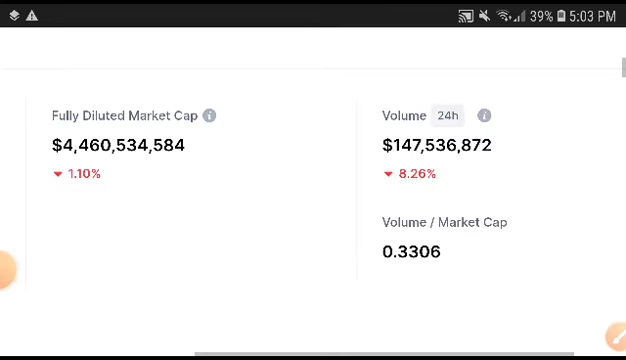 39% 5:03 PM
Fully Diluted Market Cap
$4,460,534,584
1.10%
Volume 24h
$147,536,872
8.26%
Volume / Market Cap
0.3306